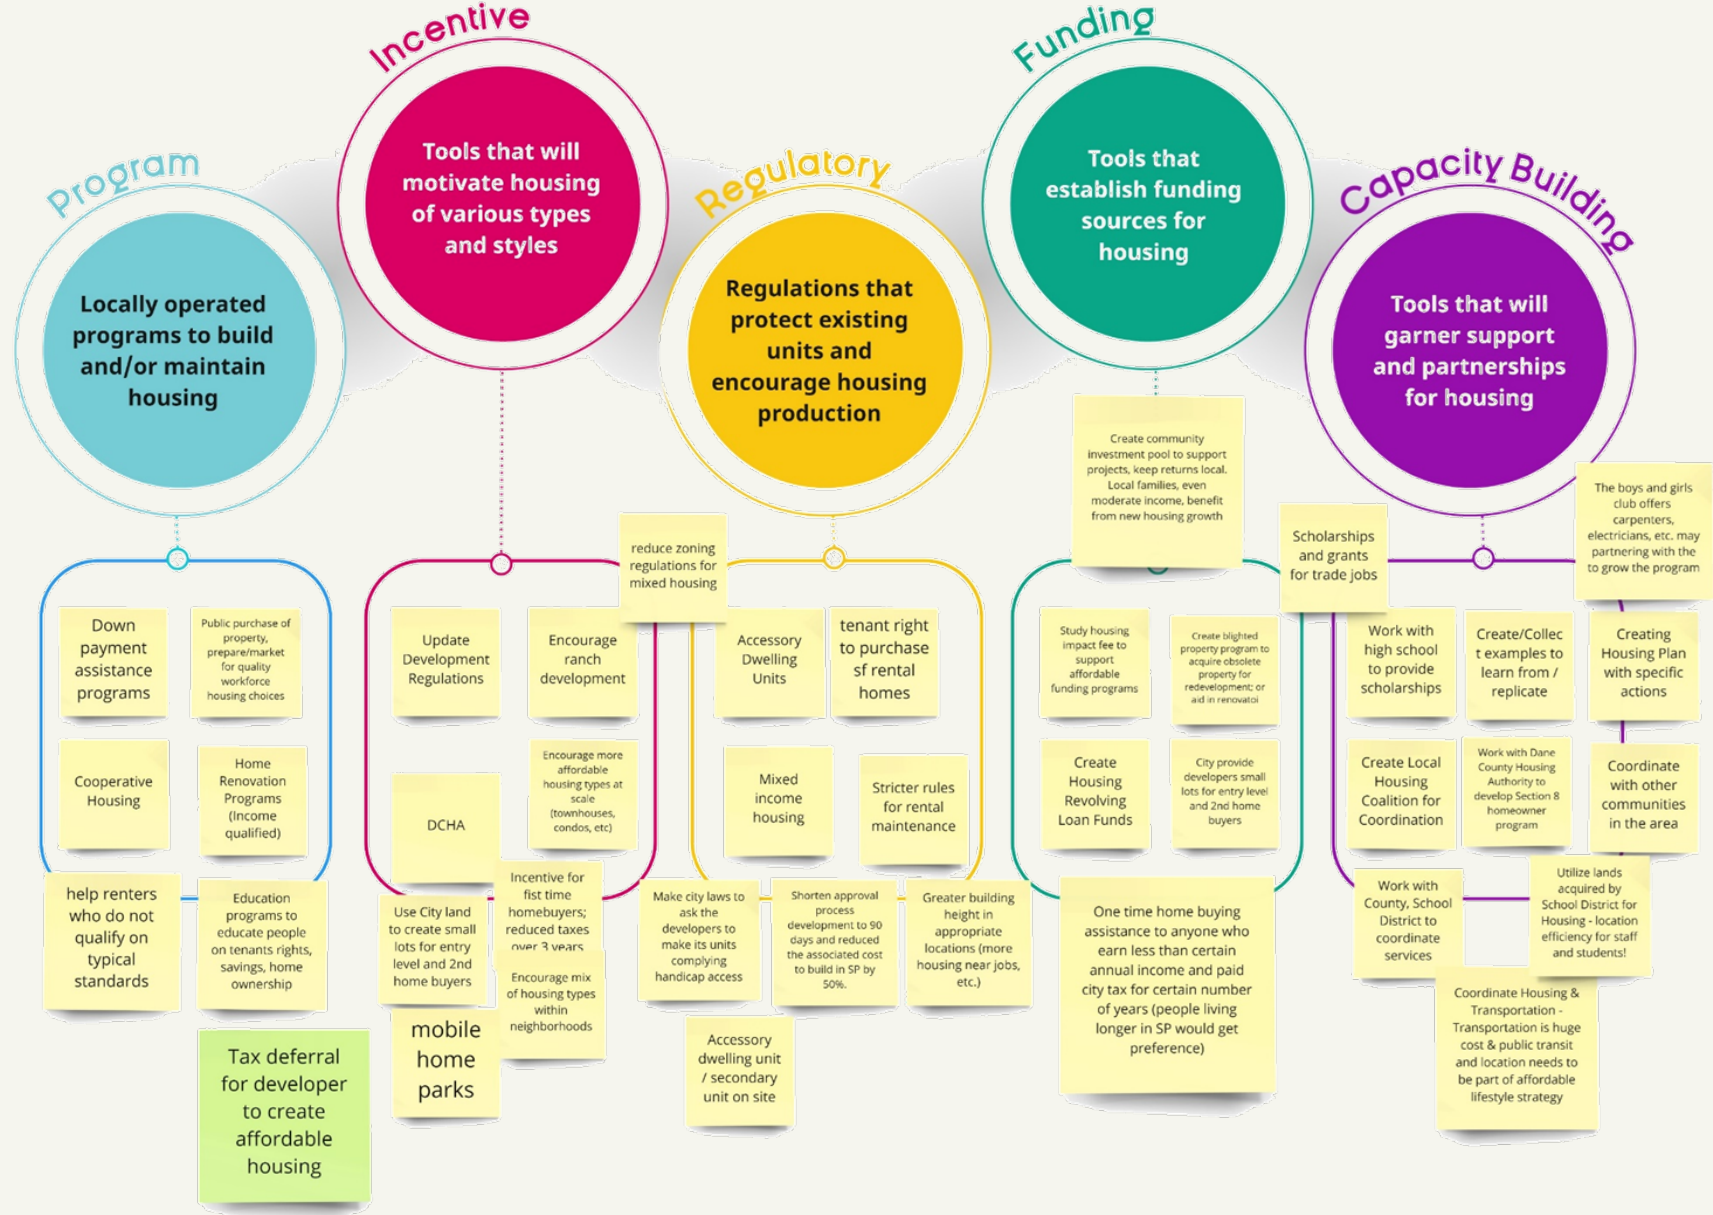 Program
Locally operated
programs to build
and/or maintain
housing
Down
payment
assistance
programs
Public purchase of
property,
prepare/market
for quality
workforce
housing choices
Cooperative
Housing
Home
Renovation
Programs
(Income
qualified)
help renters
who do not
qualify on
typical
standards
Education
programs to
educate people
on tenants rights,
savings, home
ownership
Tax deferral
for developer
to create
affordable
housing
Incentive
Tools that will
motivate housing
of various types
and styles
Update
Development
Regulations
Encourage
ranch
development
DCHA
Encourage more
affordable
housing types at
scale
(townhouses,
condos, etc)
Use City land
to create small
lots for entry
level and 2nd
home buyers
Incentive for
fist time
homebuyers;
reduced taxes
over 3 years
Encourage mix
of housing types
within
neighborhoods
mobile
home
parks
reduce zoning
regulations for
mixed housing
Regulatory
Regulations that
protect existing
units and
encourage housing
production
Accessory
Dwelling
Units
tenant right
to purchase
sf rental
homes
Mixed
income
housing
Stricter rules
for rental
maintenance
Make city laws to
ask the
developers to
make its units
complying
handicap access
Shorten approval
process
development to 90
days and reduced
the associated cost
to build in SP by
50%.
Greater building
height in
appropriate
locations (more
housing near jobs,
etc.)
Accessory
dwelling unit
/ secondary
unit on site
Funding
Tools that
establish funding
sources for
housing
Create community
investment pool to support
projects, keep returns local.
Local families, even
moderate income, benefit
from new housing growth
Study housing
impact fee to
support
affordable
funding programs
Create blighted
property program to
acquire obsolete
property for
redevelopment; or
aid in renovatoi
Create
Housing
Revolving
Loan Funds
City provide
developers small
lots for entry level
and 2nd home
buyers
One time home buying
assistance to anyone who
earn less than certain
annual income and paid
city tax for certain number
of years (people living
longer in SP would get
preference)
Capacity Building
Tools that will
garner support
and partnerships
for housing
Scholarships
and grants
for trade jobs
The boys and girls
club offers
carpenters,
electricians, etc. may
partnering with the
to grow the program
Work with
high school
to provide
scholarships
Create/Collec
t examples to
learn from /
replicate
Creating
Housing Plan
with specific
actions
Create Local
Housing
Coalition for
Coordination
Work with Dane
County Housing
Authority to
develop Section 8
homeowner
program
Coordinate
with other
communities
in the area
Work with
County, School
District to
coordinate
services
Utilize lands
acquired by
School District for
Housing - location
efficiency for staff
and students!
Coordinate Housing &
Transportation -
Transportation is huge
cost & public transit
and location needs to
be part of affordable
lifestyle strategy